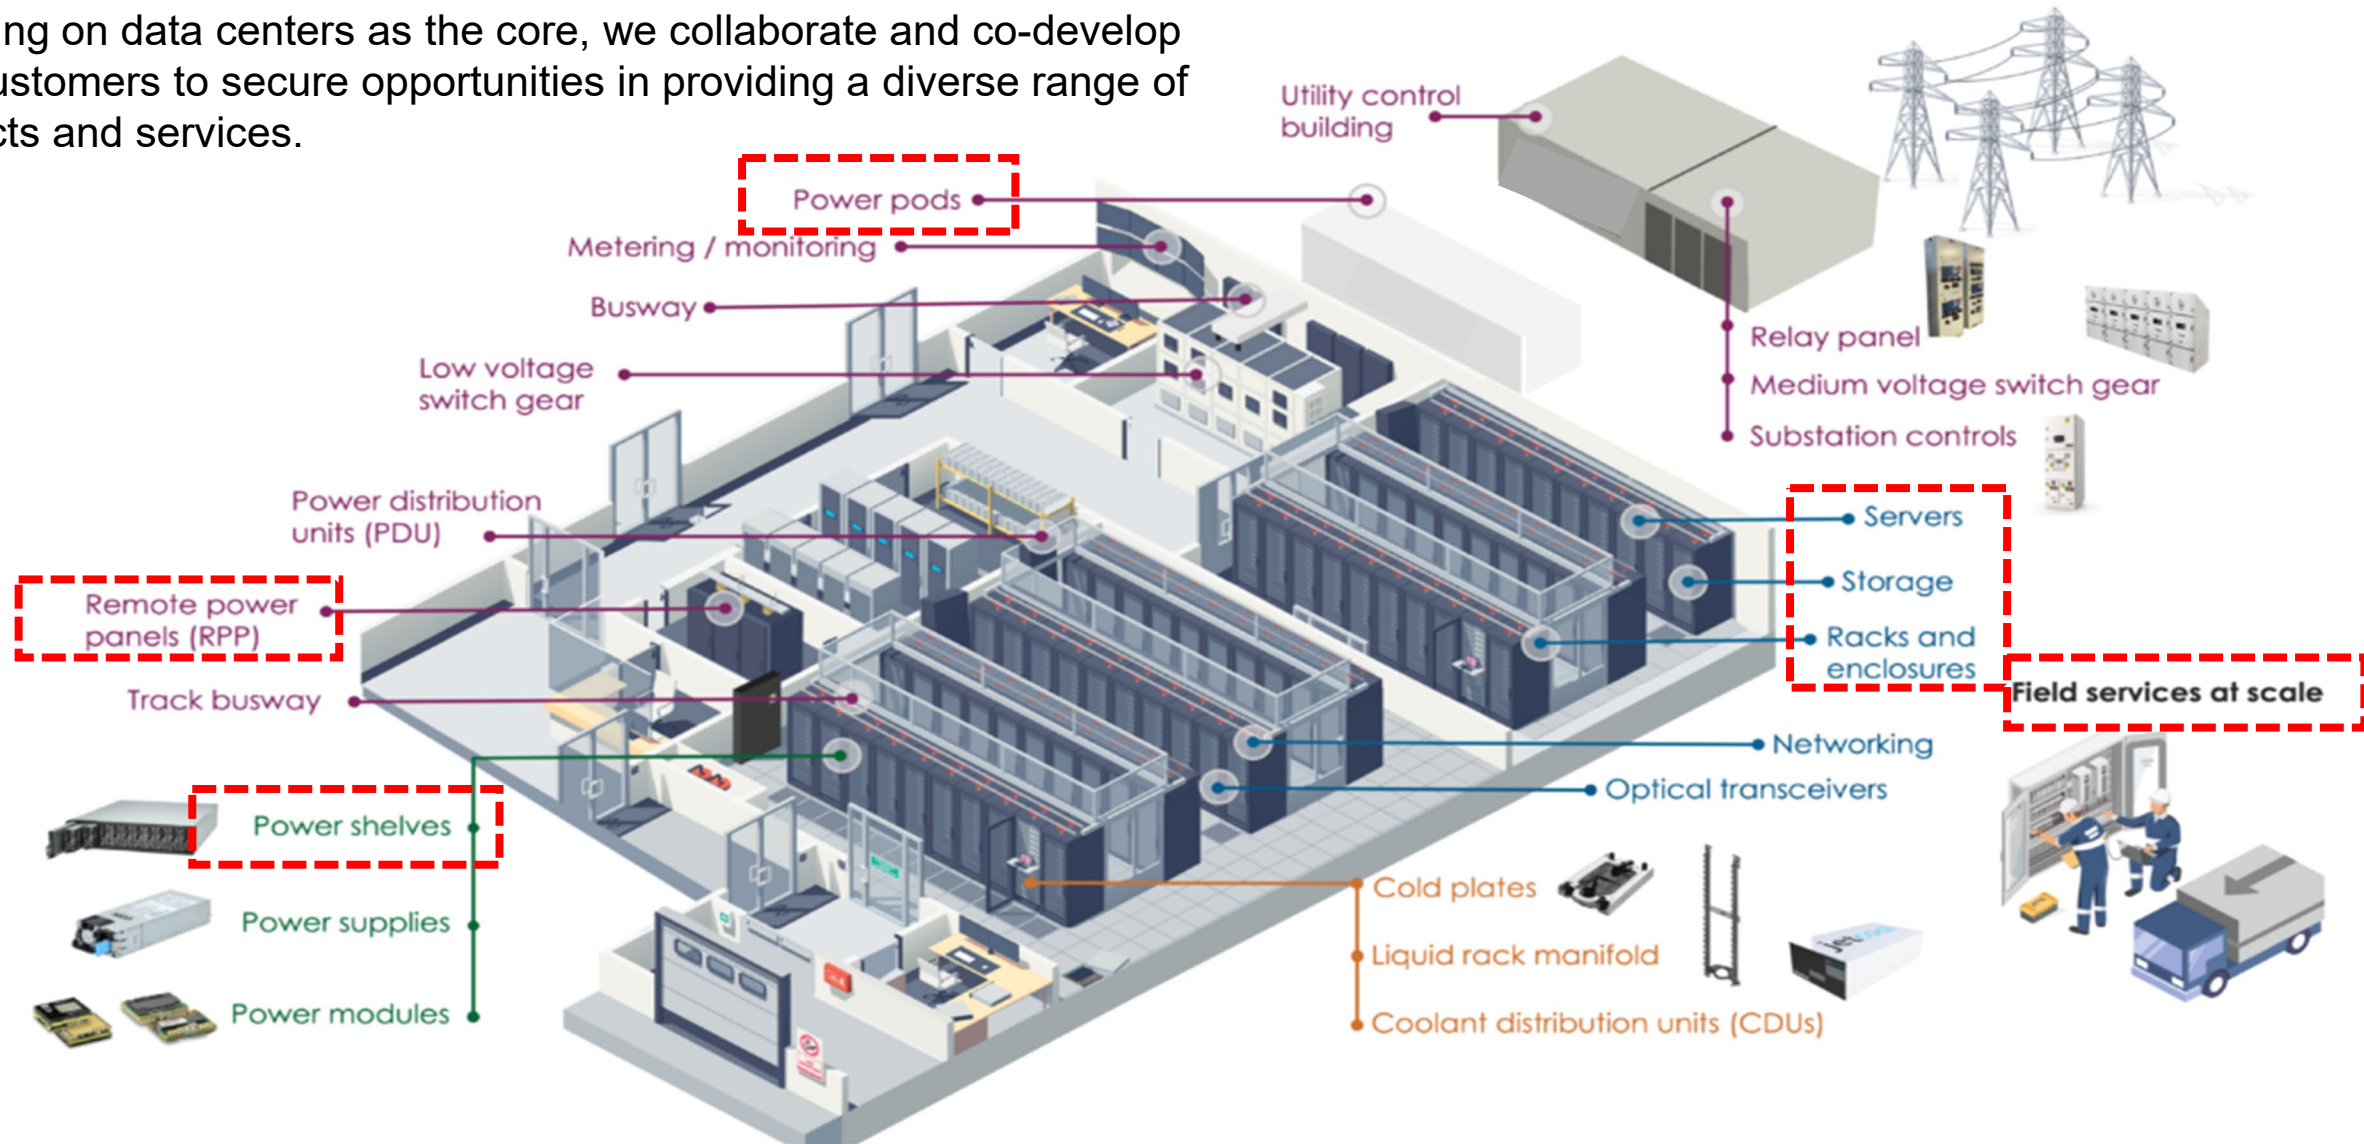 ng on data centers as the core, we collaborate and co-develop
ustomers to secure opportunities in providing a diverse range of
cts and services.
Utility control
building
Power pods
Metering / monitoring
Busway
Low voltage
switch gear
Relay panel
Medium voltage switch gear
Substation controls
Power distribution
units (PDU)
Servers
Storage
Remote power
panels (RPP)
Racks and
enclosures
Field services at scale
Track busway
Networking
Optical transceivers
Power shelves
Cold plates
Power supplies
Liquid rack manifold
Power modules
Coolant distribution units (CDUs)